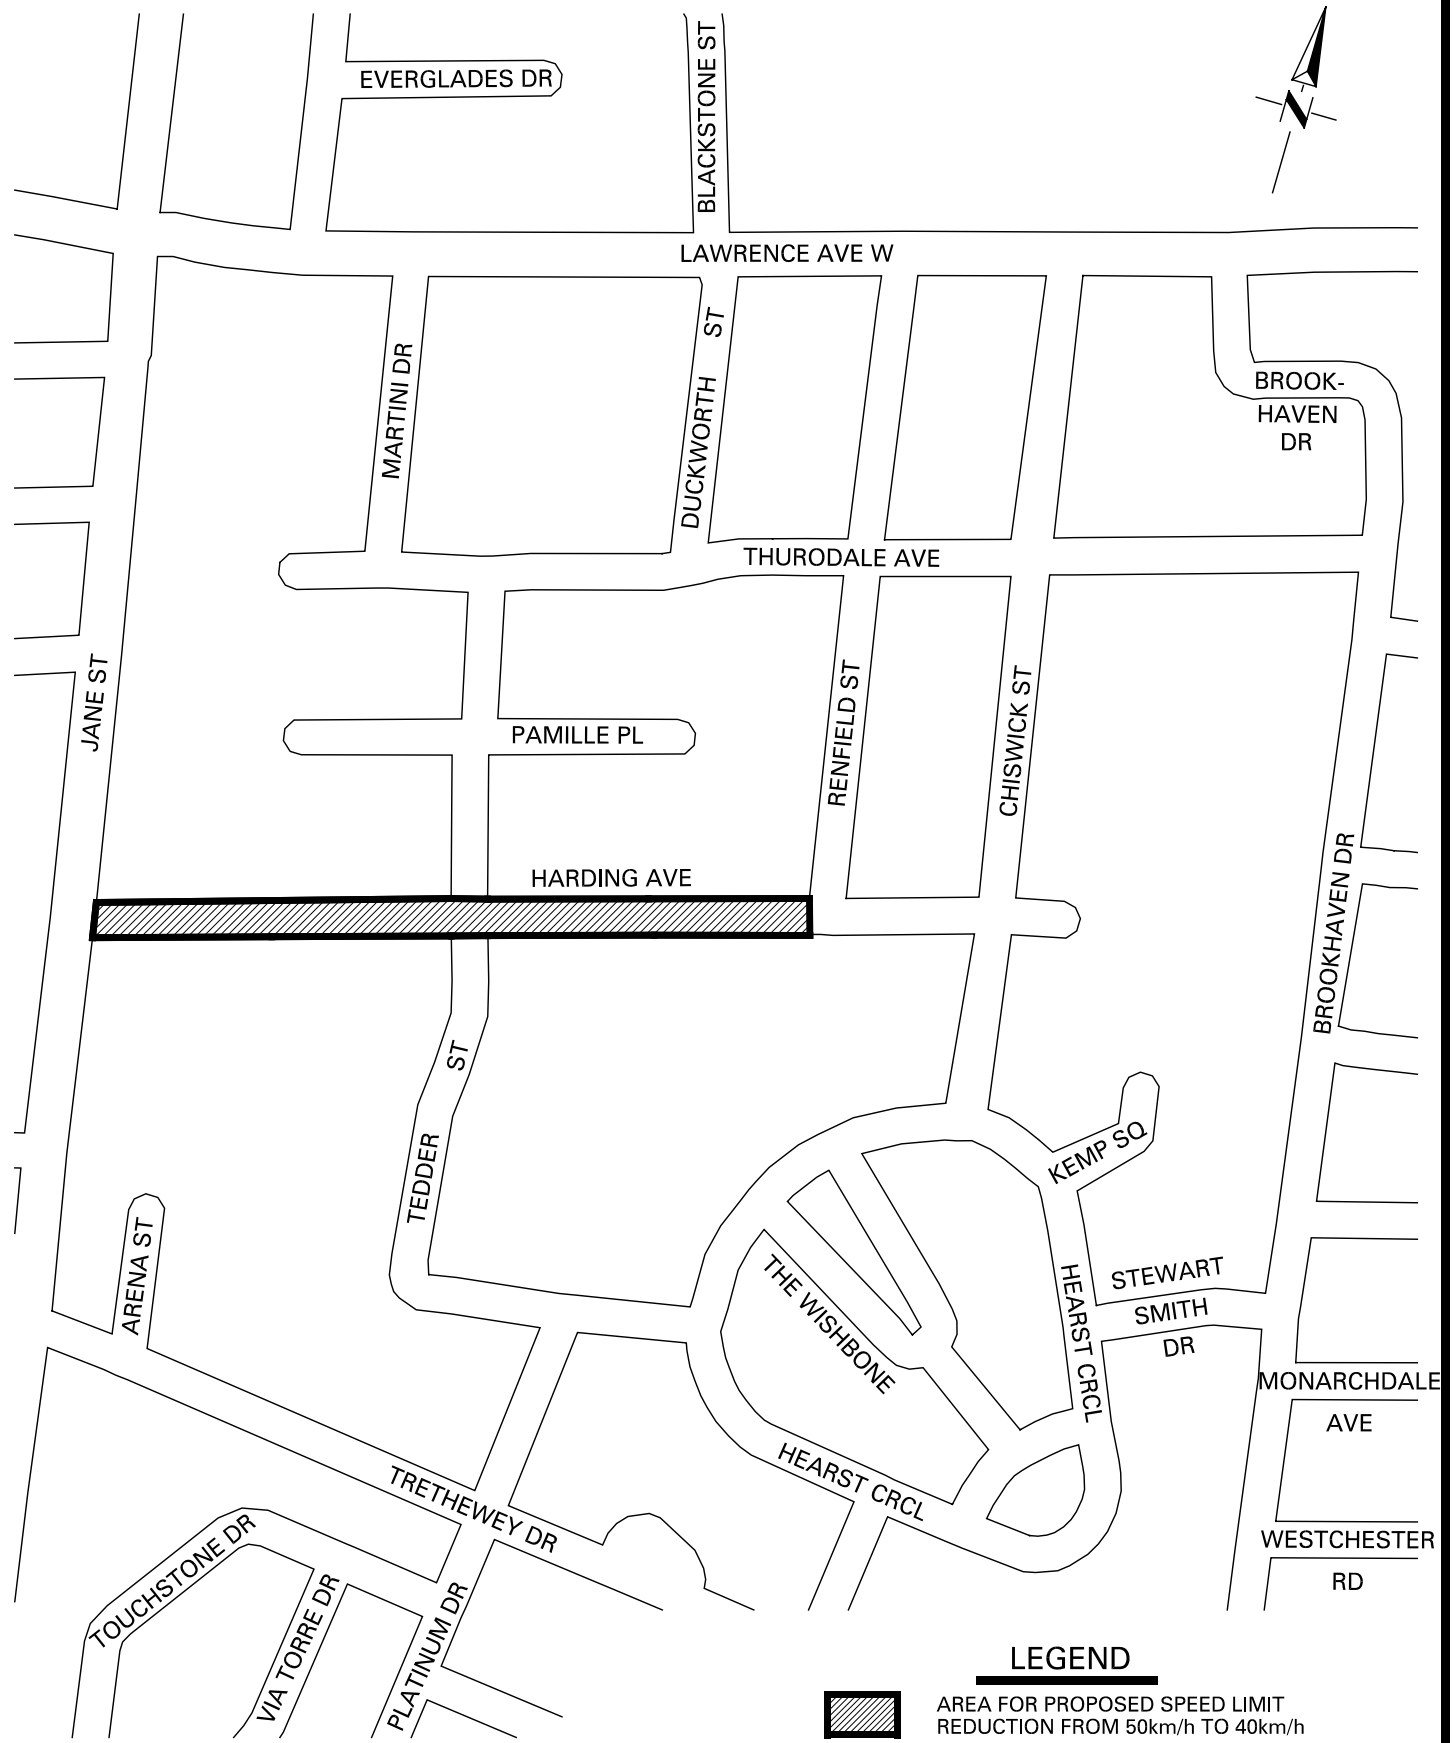 EVERGLADES DR
BLACKSTONE ST
N
LAWRENCE AVE W
MARTINI DR
DUCKWORTH ST
BROOK-
HAVEN
DR
THURODALE AVE
JANE ST
PAMILLE PL
RENFIELD ST
CHISWICK ST
HARDING AVE
BROOKHAVEN DR
TEDDER ST
KEMP SQ
ARENA ST
THE WISHBONE
HEARST CRCL
STEWART
SMITH
DR
MONARCHDALE
AVE
HEARST CRCL
TRETHEWEY DR
TOUCHSTONE DR
VIA TORRE DR
PLATINUM DR
WESTCHESTER
RD
LEGEND
AREA FOR PROPOSED SPEED LIMIT
REDUCTION FROM 50km/h TO 40km/h